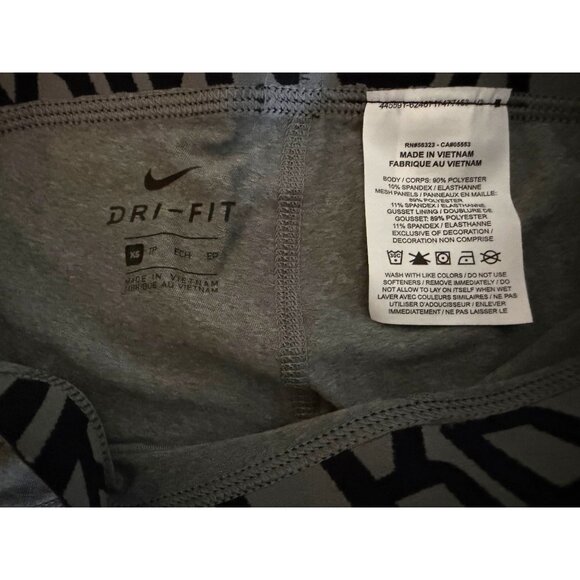 DRI-FIT
XS TP ECH EP
MADE IN VIETNAM
FABRIQUE AU VIETNAM
RN#56323 - CA#05553
MADE IN VIETNAM
FABRIQUE AU VIETNAM
BODY / CORPS: 90% POLYESTER
10% SPANDEX / ELASTHANNE
MESH PANELS / PANNEAUX EN MAILLE:
89% POLYESTER
11% SPANDEX / ELASTHANNE
GUSSET LINING / DOUBLURE DE
GOUSSET: 89% POLYESTER
11% SPANDEX / ELASTHANNE
EXCLUSIVE OF DECORATION /
DECORATION NON COMPRISE
WASH WITH LIKE COLORS / DO NOT USE
SOFTENERS / REMOVE IMMEDIATELY / DO
NOT ALLOW TO LAY ON ITSELF WHEN WET
LAVER AVEC COULEURS SIMILAIRES / NE PAS
UTILISER D'ADOUCISSANT / ENLEVER
IMMEDIATEMENT / NE PAS LAISSER LE